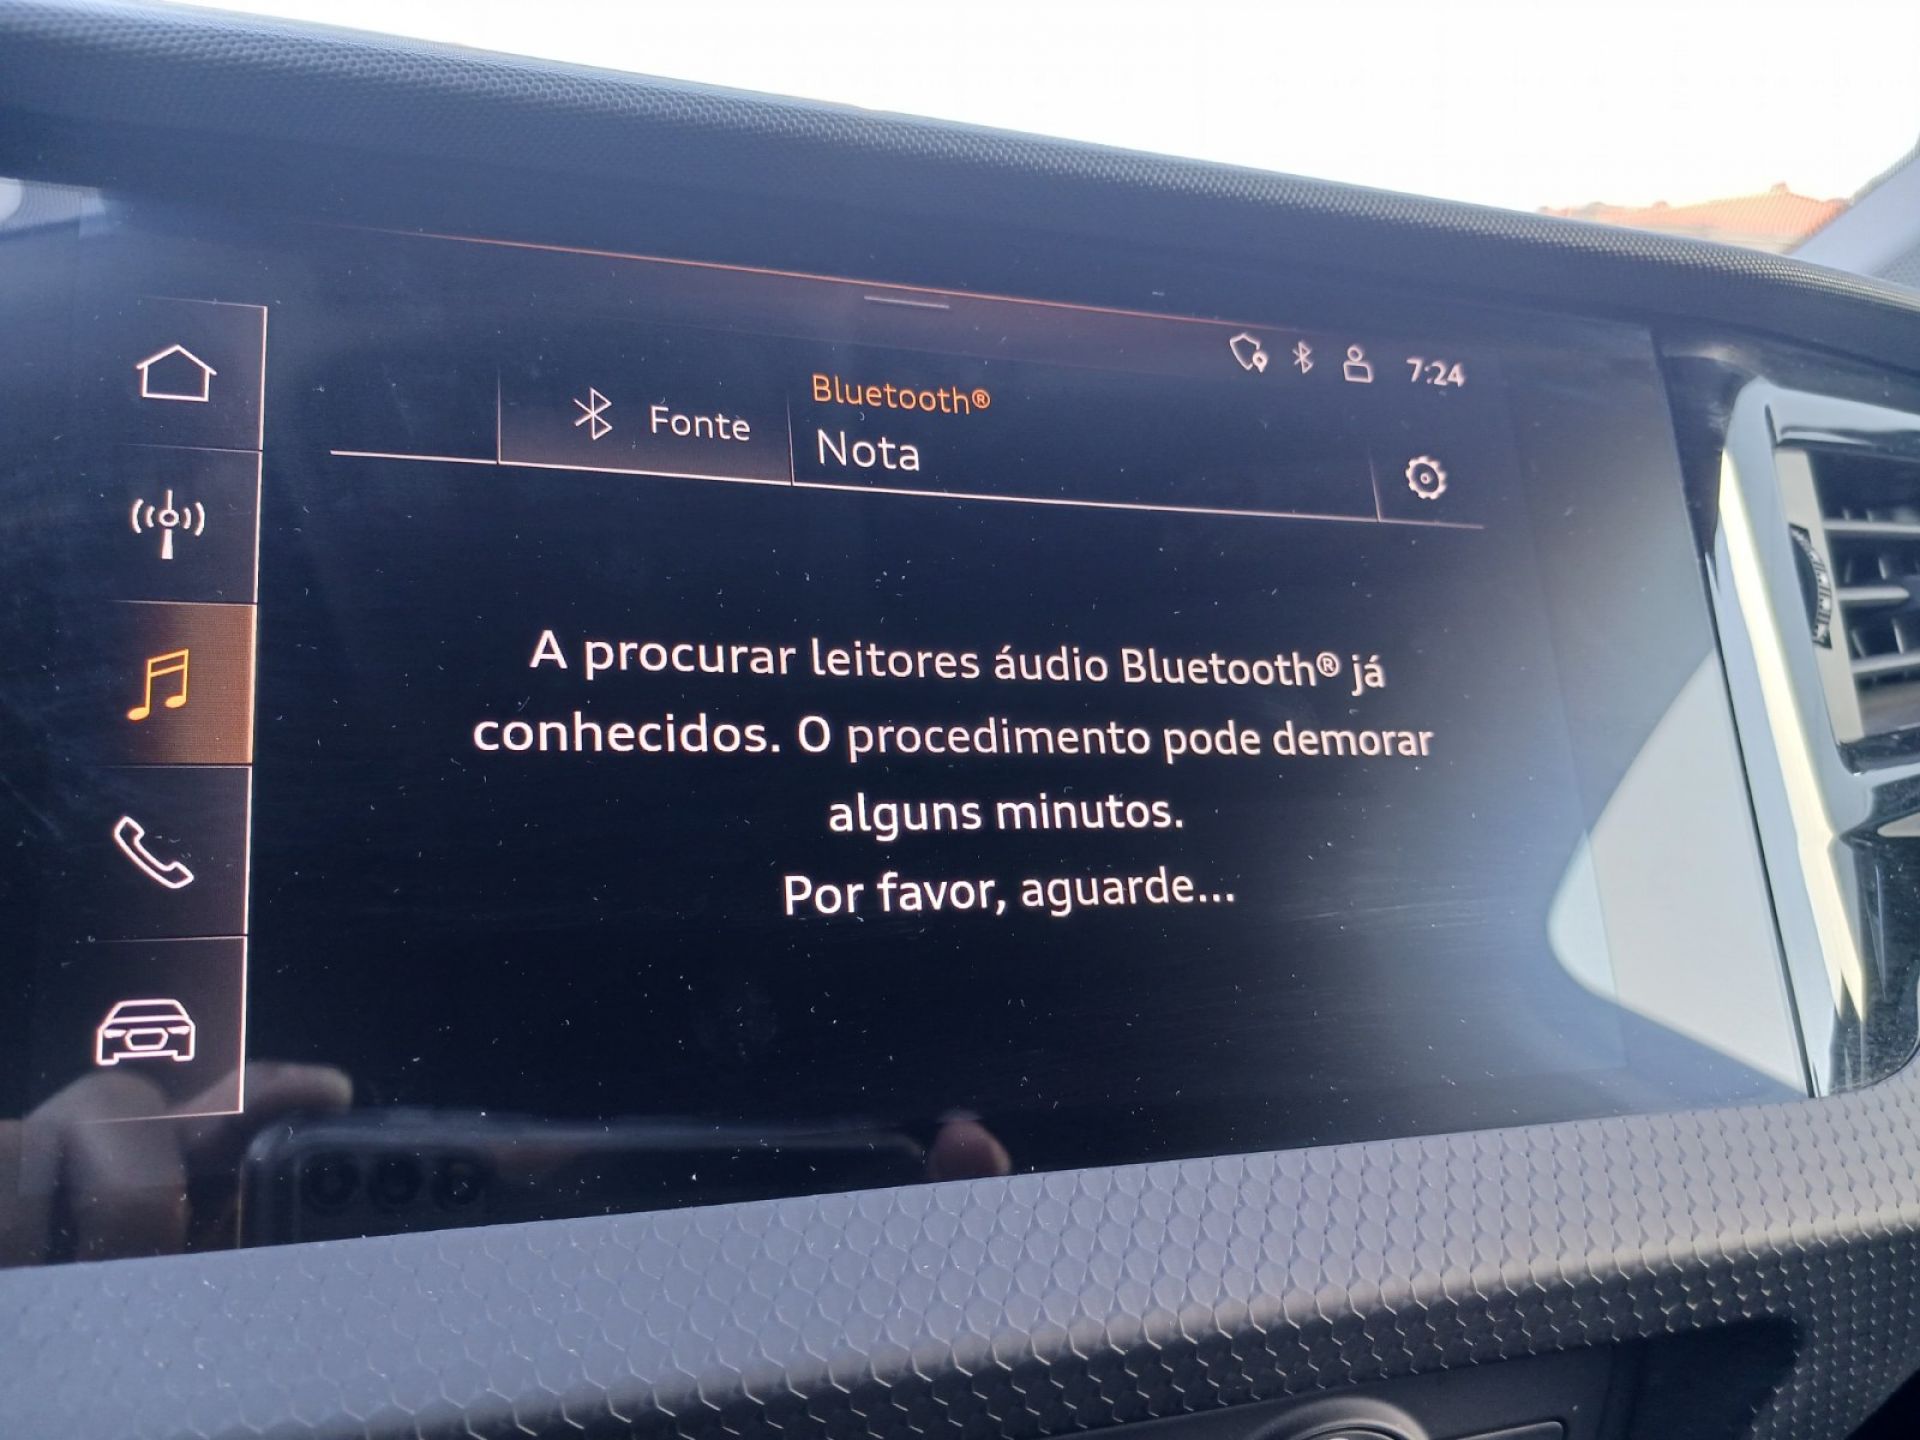 7:24
Bluetooth®
Fonte
Nota
A procurar leitores áudio Bluetooth® já
conhecidos. O procedimento pode demorar
alguns minutos.
Por favor, aguarde...